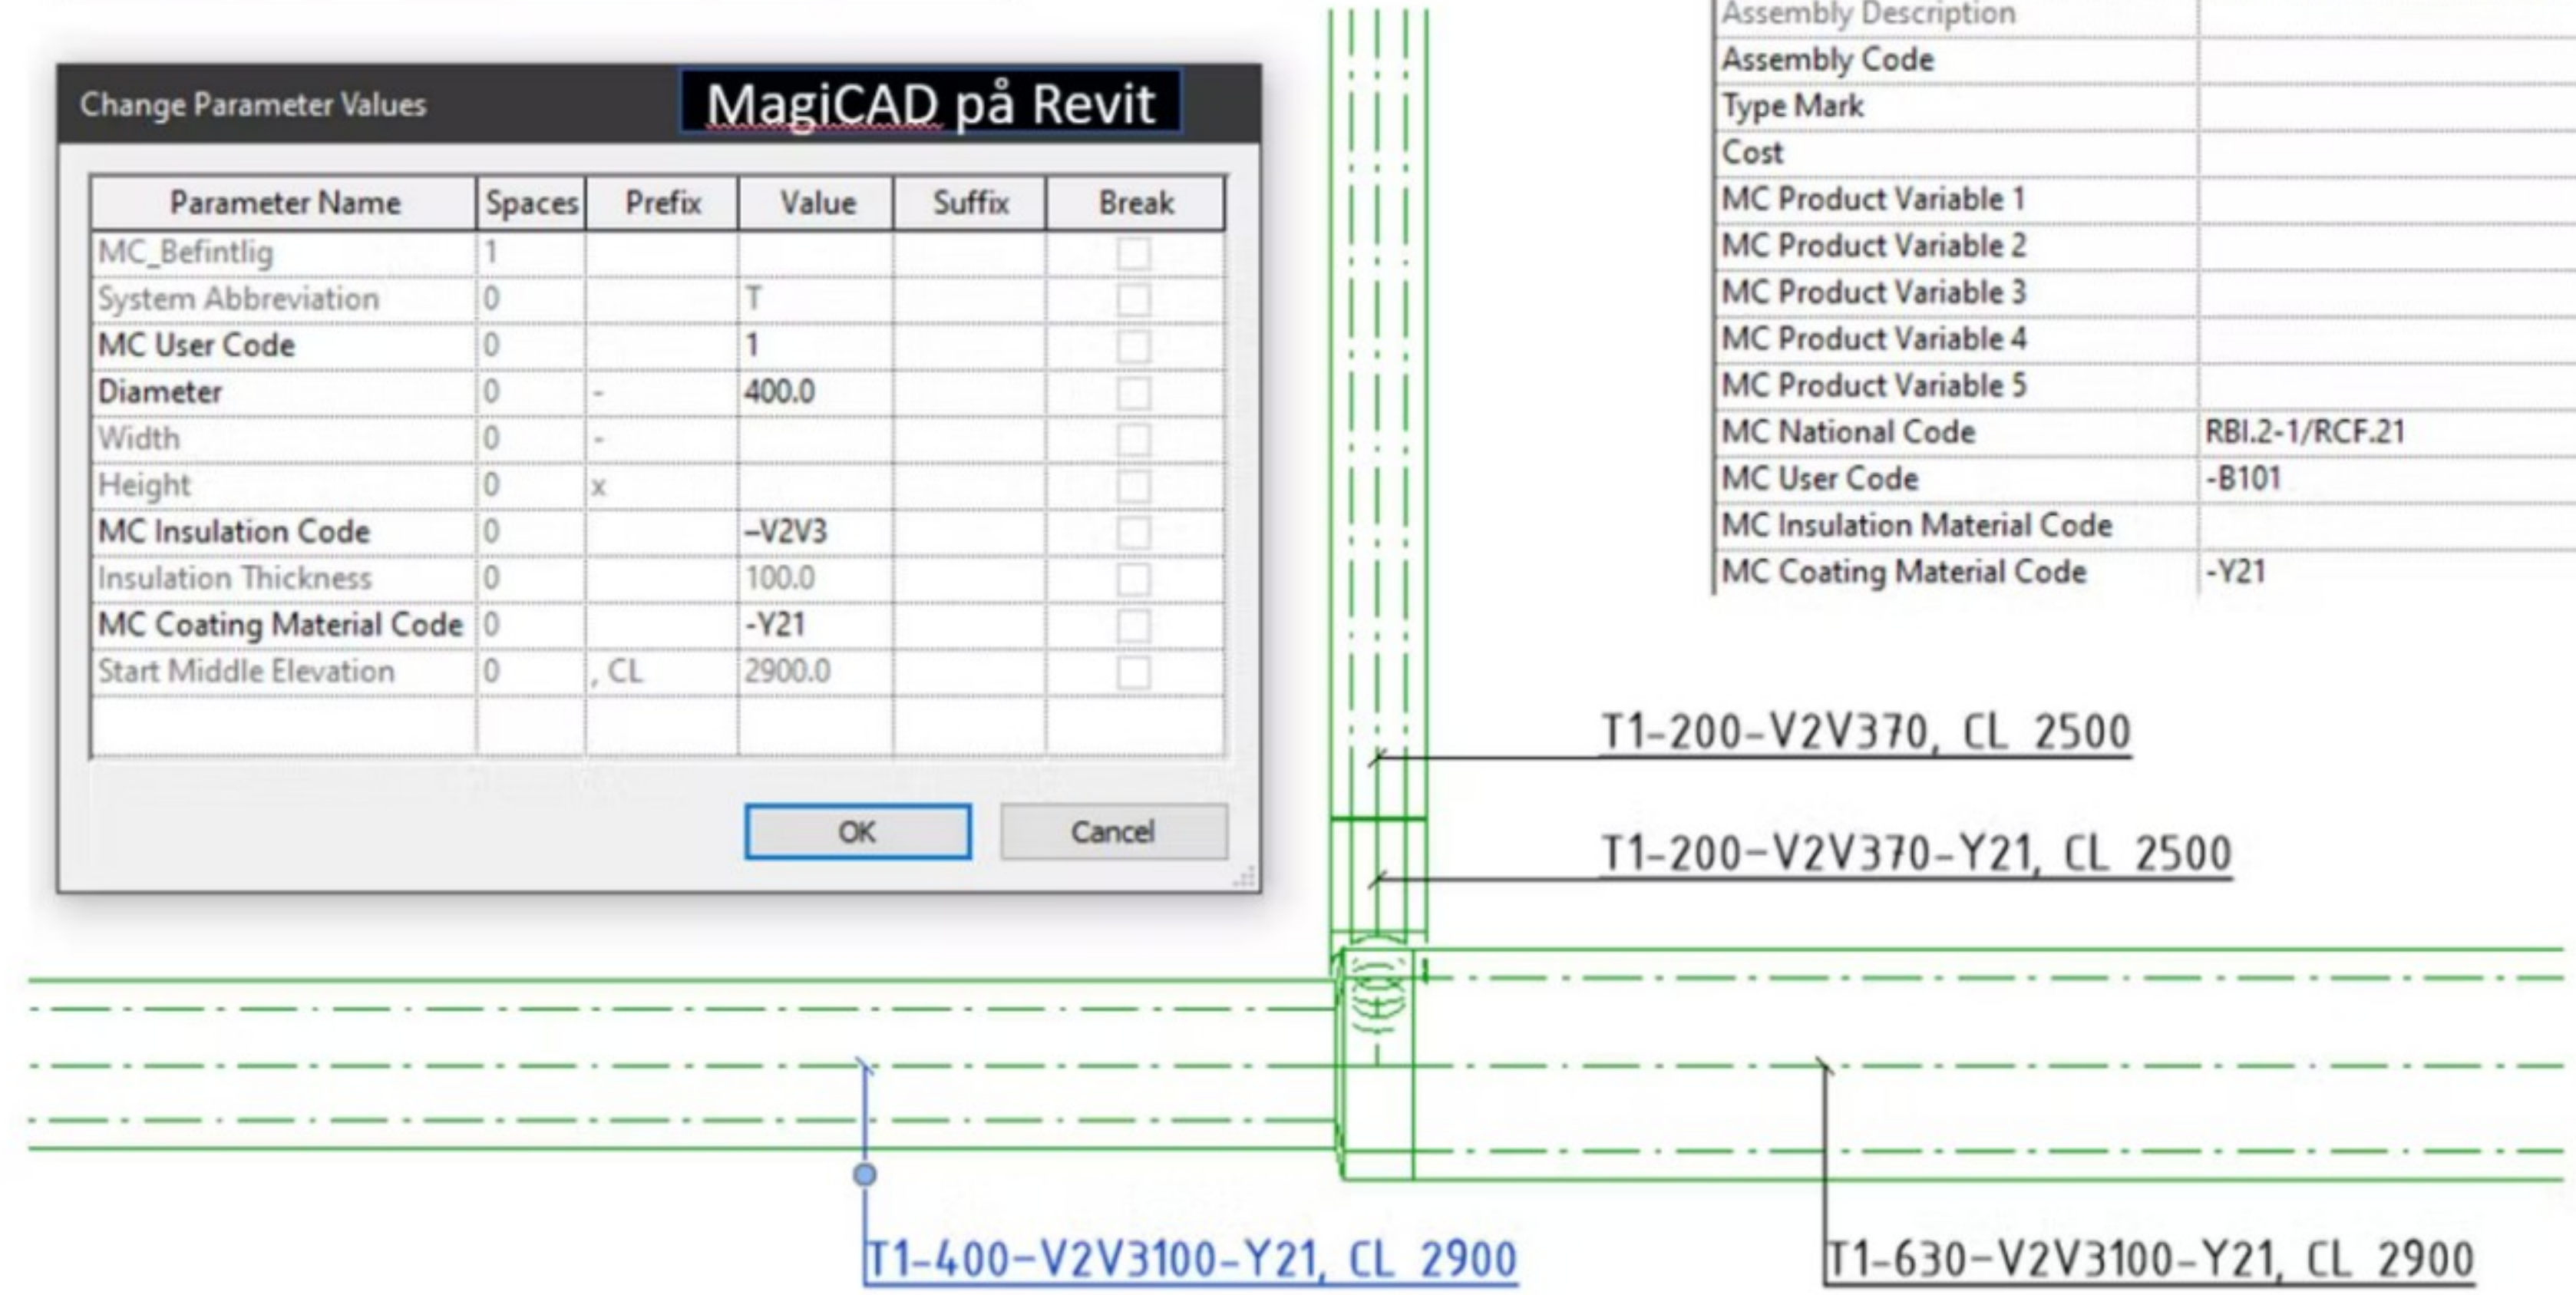 Change Parameter Values
MagiCAD på Revit
Parameter Name Spaces Prefix Value Suffix Break
MC_Befintlig 1
System Abbreviation 0 T
MC User Code 0 1
Diameter 0 - 400.0
Width 0 -
Height 0 x
MC Insulation Code 0 –V2V3
Insulation Thickness 0 100.0
MC Coating Material Code 0 -Y21
Start Middle Elevation 0 , CL 2900.0
OK Cancel
Assembly Description
Assembly Code
Type Mark
Cost
MC Product Variable 1
MC Product Variable 2
MC Product Variable 3
MC Product Variable 4
MC Product Variable 5
MC National Code RBI.2-1/RCF.21
MC User Code -B101
MC Insulation Material Code
MC Coating Material Code -Y21
T1-200-V2V370, CL 2500
T1-200-V2V370-Y21, CL 2500
T1-400-V2V3100-Y21, CL 2900
T1-630-V2V3100-Y21, CL 2900